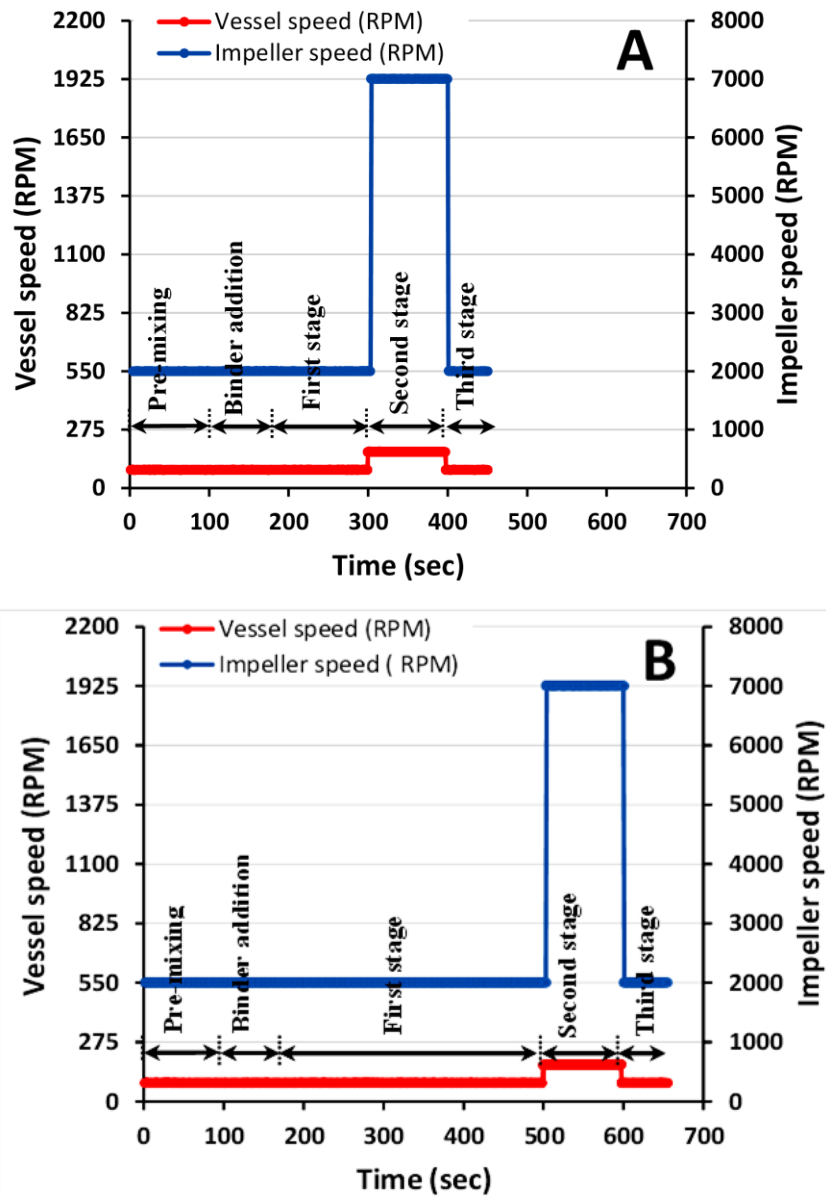 Vessel speed (RPM)
Impeller speed (RPM)
A
2200
1925
1650
1375
1100
825
550
275
0
8000
7000
6000
5000
4000
3000
2000
1000
0
Vessel speed (RPM)
Impeller speed (RPM)
Pre-mixing
Binder addition
First stage
Second stage
Third stage
0 100 200 300 400 500 600 700
Time (sec)
Vessel speed (RPM)
Impeller speed ( RPM)
B
2200
1925
1650
1375
1100
825
550
275
0
8000
7000
6000
5000
4000
3000
2000
1000
0
Vessel speed (RPM)
Impeller speed (RPM)
Pre-mixing
Binder addition
First stage
Second stage
Third stage
0 100 200 300 400 500 600 700
Time (sec)